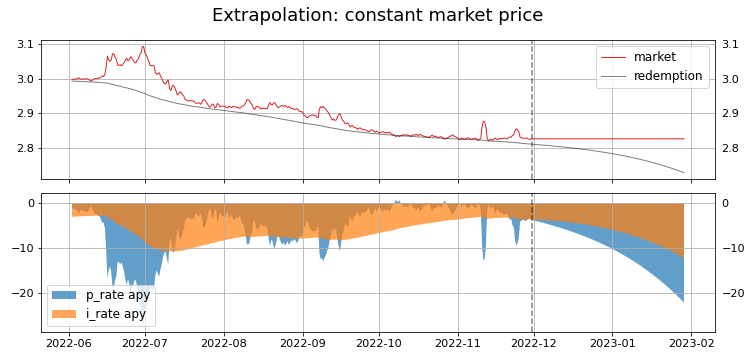 Extrapolation: constant market price
3.1 3.1
market
redemption
3.0 3.0
2.9 2.9
2.8 2.8
0 0
−10 −10
p_rate apy
−20 −20
i_rate apy
2022-06 2022-07 2022-08 2022-09 2022-10 2022-11 2022-12 2023-01 2023-02